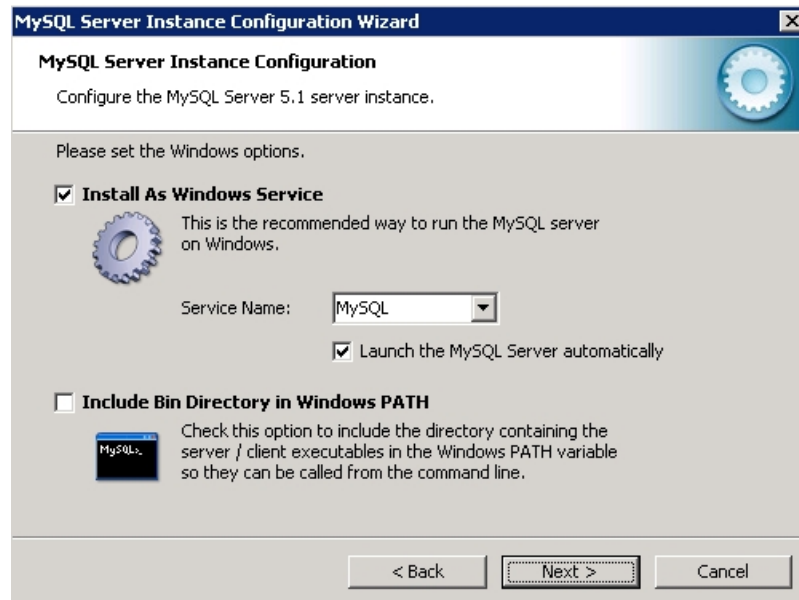 MySQL Server Instance Configuration Wizard
MySQL Server Instance Configuration
Configure the MySQL Server 5.1 server instance.
Please set the Windows options.
Install As Windows Service
This is the recommended way to run the MySQL server
on Windows.
Service Name:
MySQL
Launch the MySQL Server automatically
Include Bin Directory in Windows PATH
MySQL>_
Check this option to include the directory containing the
server / client executables in the Windows PATH variable
so they can be called from the command line.
< Back
Next >
Cancel